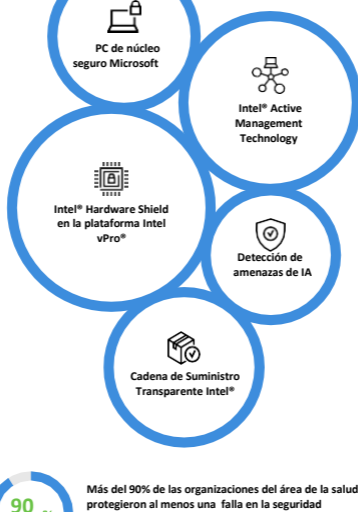 PC de núcleo
seguro Microsoft
Intel® Active
Management
Technology
Intel® Hardware Shield
en la plataforma Intel
vPro®
Detección de
amenazas de IA
Cadena de Suministro
Transparente Intel®
90 %
Más del 90% de las organizaciones del área de la salud
protegieron al menos una falla en la seguridad